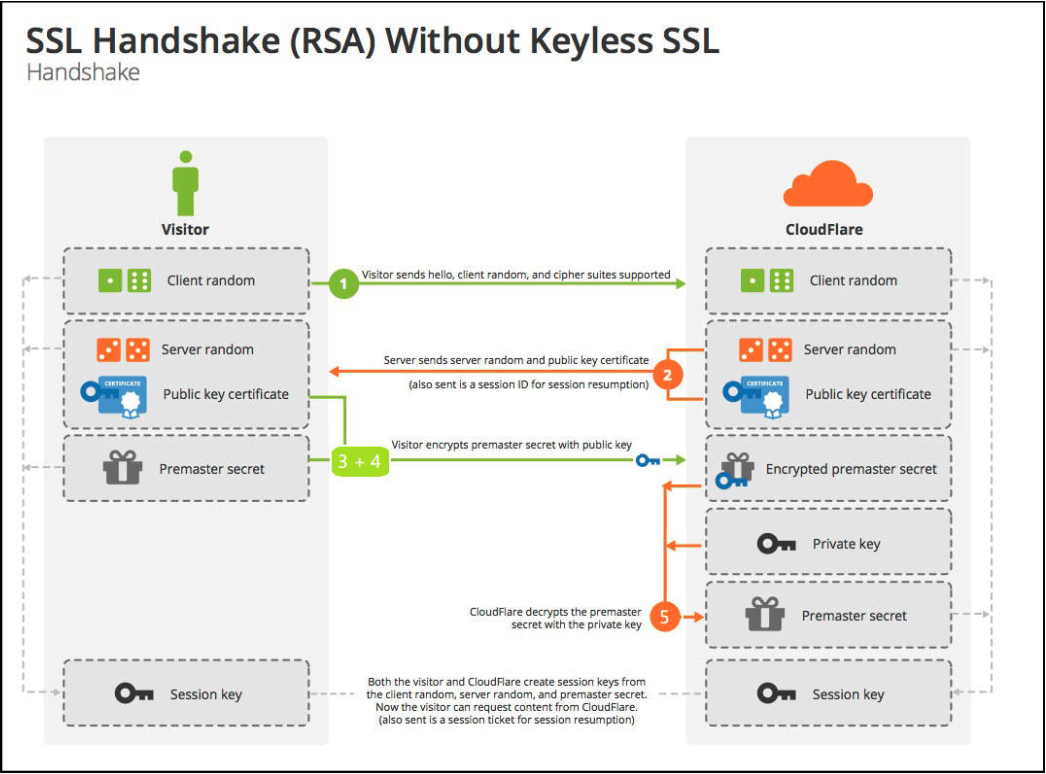 SSL Handshake (RSA) Without Keyless SSL
Handshake
Visitor
CloudFlare
Client random
1
Visitor sends hello, client random, and cipher suites supported
Client random
Server random
Server sends server random and public key certificate
2
(also sent is a session ID for session resumption)
Server random
CERTIFICATE
Public key certificate
CERTIFICATE
Public key certificate
Visitor encrypts premaster secret with public key
Premaster secret
3 + 4
Encrypted premaster secret
Private key
CloudFlare decrypts the premaster
secret with the private key
5
Premaster secret
Session key
Both the visitor and CloudFlare create session keys from
the client random, server random, and premaster secret.
Now the visitor can request content from CloudFlare.
(also sent is a session ticket for session resumption)
Session key